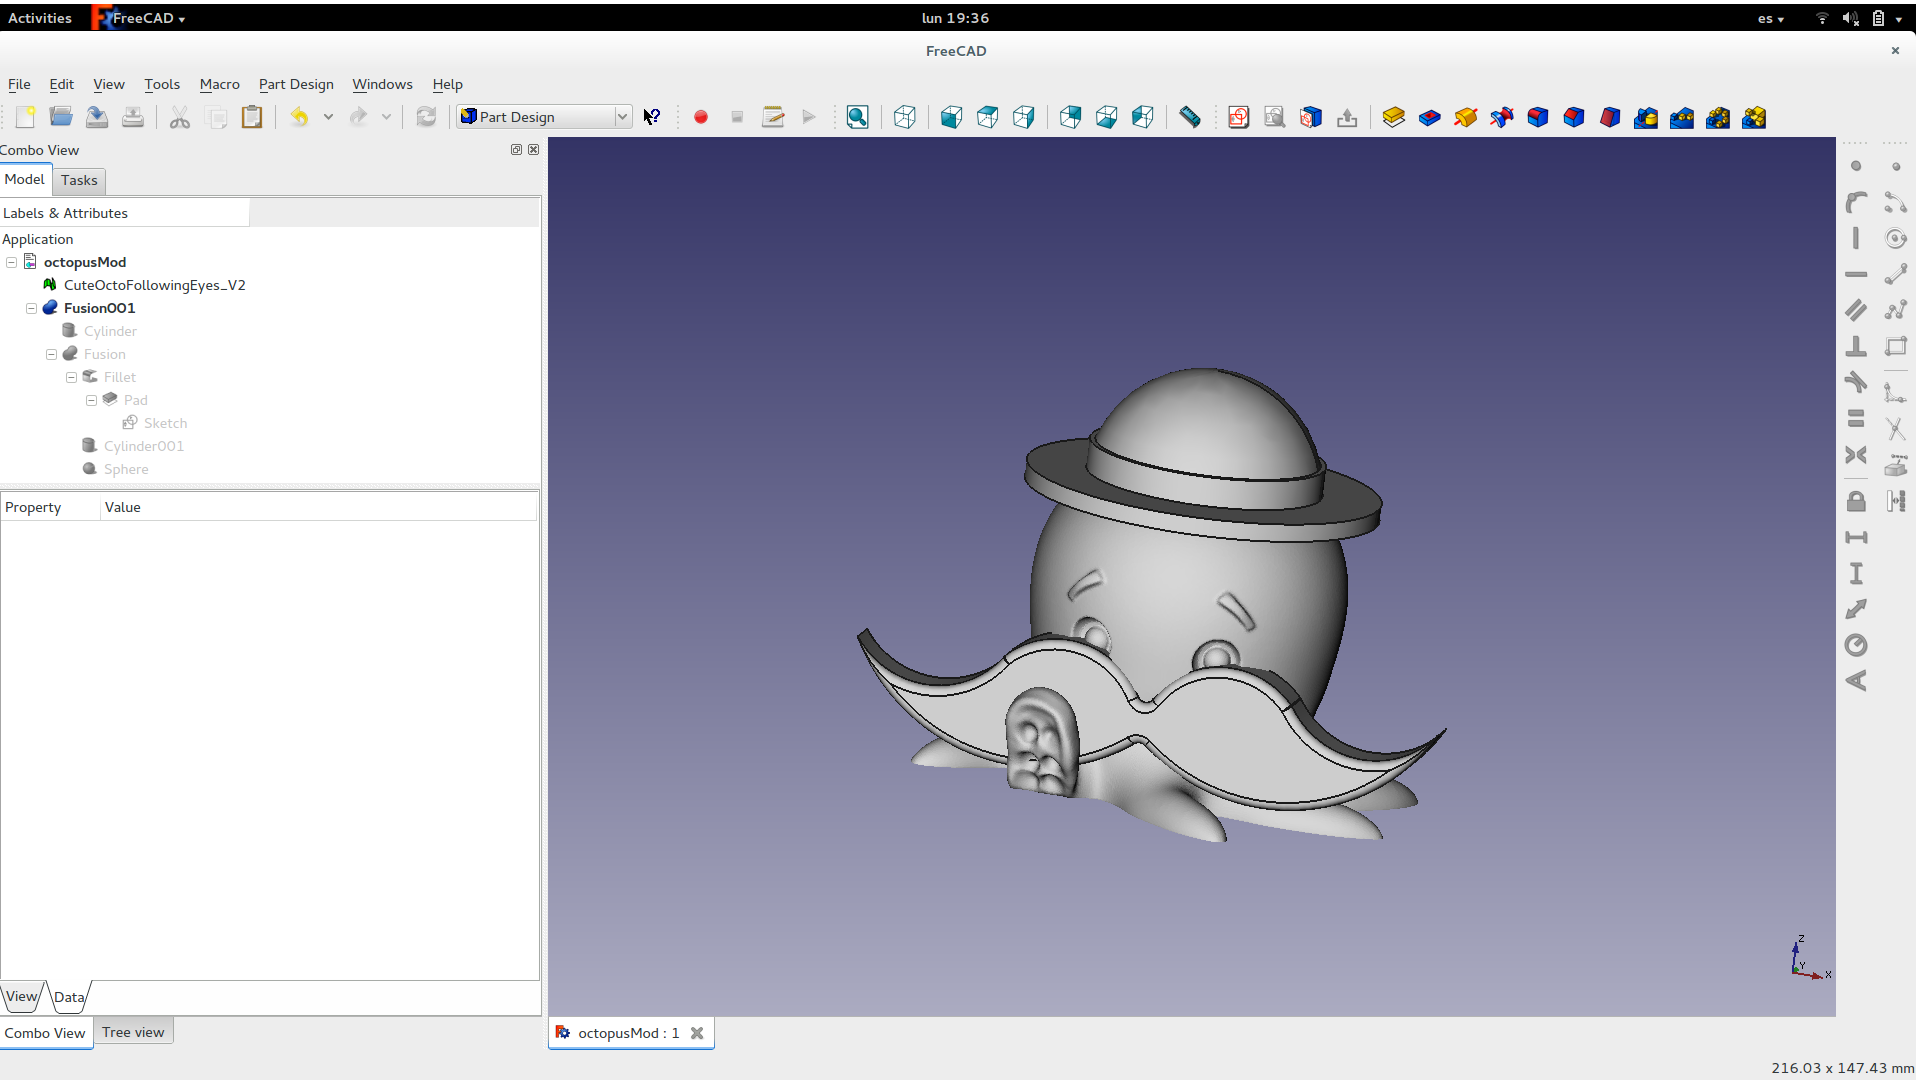 Activities FreeCAD lun 19:36 es
FreeCAD
File Edit View Tools Macro Part Design Windows Help
Part Design
Combo View
Model Tasks
Labels & Attributes
Application
octopusMod
CuteOctoFollowingEyes_V2
Fusion001
Cylinder
Fusion
Fillet
Pad
Sketch
Cylinder001
Sphere
Property Value
Z
Y
X
View Data
Combo View Tree view
octopusMod : 1
216.03 x 147.43 mm